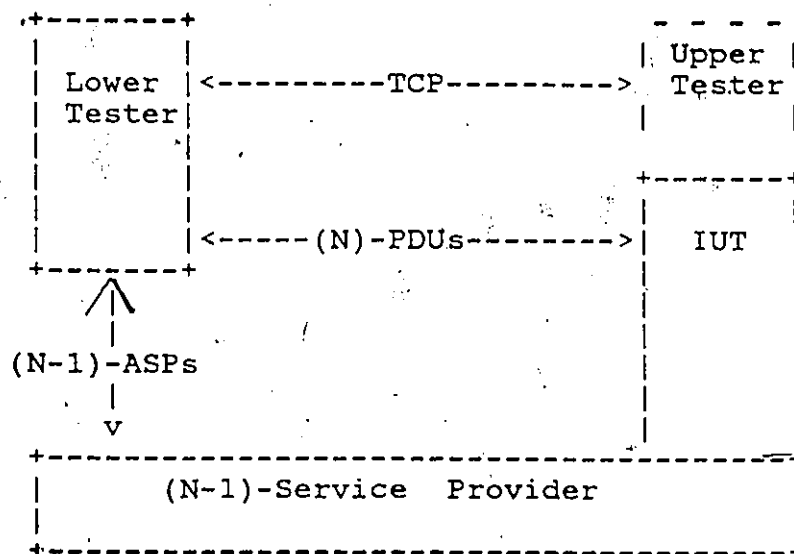 Lower Tester
TCP
Upper Tester
(N)-PDUs
IUT
(N-1)-ASPs
(N-1)-Service Provider